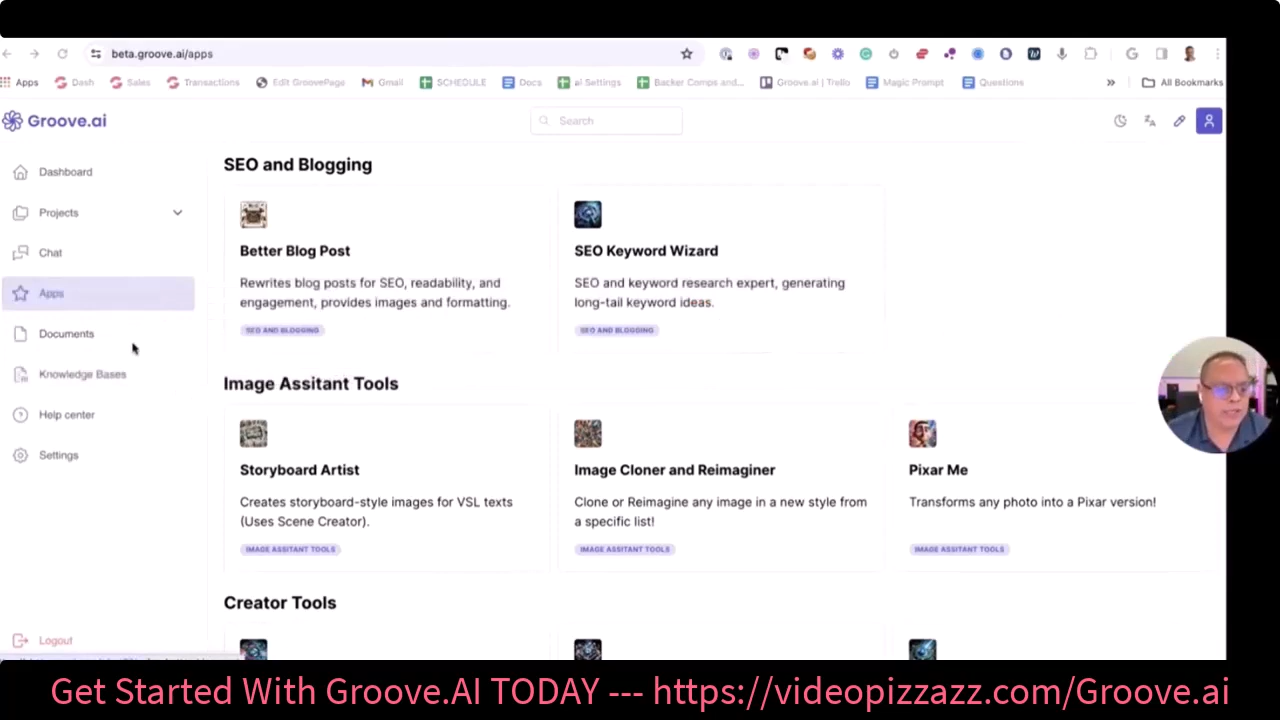 beta.groove.ai/apps
Apps Dash Sales Transactions Edit GroovePage Gmail SCHEDULE Docs ai Settings Backer Comps and... Groove.ai | Trello Magic Prompt Questions » All Bookmarks
Groove.ai
Search
Dashboard
Projects
Chat
Apps
Documents
Knowledge Bases
Help center
Settings
Logout
SEO and Blogging
Better Blog Post
Rewrites blog posts for SEO, readability, and
engagement, provides images and formatting.
SEO AND BLOGGING
SEO Keyword Wizard
SEO and keyword research expert, generating
long-tail keyword ideas.
SEO AND BLOGGING
Image Assitant Tools
Storyboard Artist
Creates storyboard-style images for VSL texts
(Uses Scene Creator).
IMAGE ASSITANT TOOLS
Image Cloner and Reimaginer
Clone or Reimagine any image in a new style from
a specific list!
IMAGE ASSITANT TOOLS
Pixar Me
Transforms any photo into a Pixar version!
IMAGE ASSITANT TOOLS
Creator Tools
Get Started With Groove.AI TODAY --- https://videopizzazz.com/Groove.ai